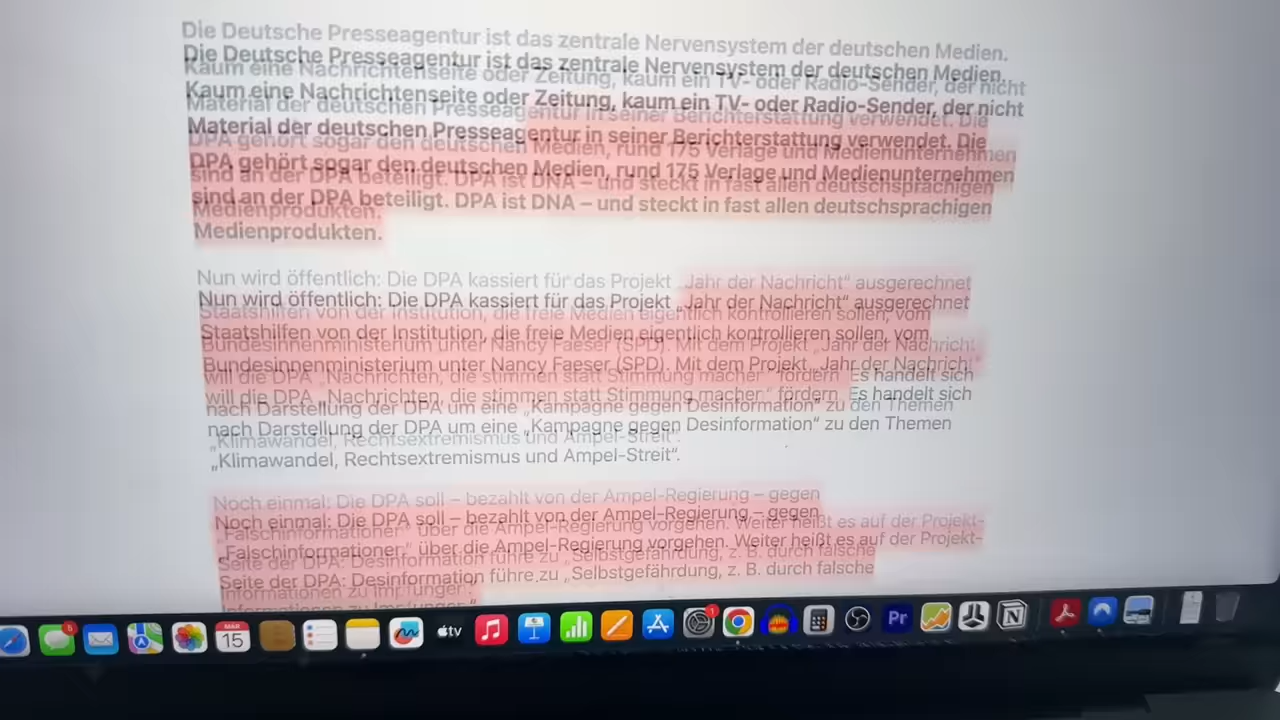 Die Deutsche Presseagentur ist das zentrale Nervensystem der deutschen Medien.
Kaum eine Nachrichtenseite oder Zeitung, kaum ein TV- oder Radio-Sender, der nicht
Material der deutschen Presseagentur in seiner Berichterstattung verwendet. Die
DPA gehört sogar den deutschen Medien, rund 175 Verlage und Medienunternehmen
sind an der DPA beteiligt. DPA ist DNA – und steckt in fast allen deutschsprachigen
Medienprodukten.
Nun wird öffentlich: Die DPA kassiert für das Projekt „Jahr der Nachricht“ ausgerechnet
Staatshilfen von der Institution, die freie Medien eigentlich kontrollieren sollen, vom
Bundesinnenministerium unter Nancy Faeser (SPD). Mit dem Projekt „Jahr der Nachricht“
will die DPA „Nachrichten, die stimmen statt Stimmung machen“ fördern. Es handelt sich
nach Darstellung der DPA um eine „Kampagne gegen Desinformation“ zu den Themen
„Klimawandel, Rechtsextremismus und Ampel-Streit“.
Noch einmal: Die DPA soll – bezahlt von der Ampel-Regierung – gegen
„Falschinformationen“ über die Ampel-Regierung vorgehen. Weiter heißt es auf der Projekt-
Seite der DPA: Desinformation führe zu „Selbstgefährdung, z. B. durch falsche
Informationen zu Impfungen“.
5
MAR
15
tv
1
Pr